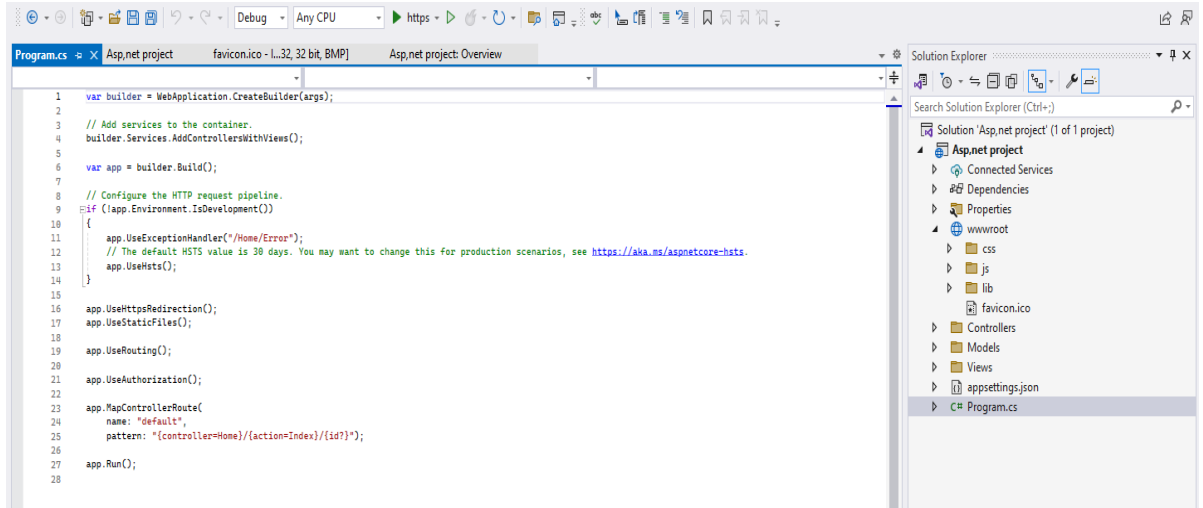 Debug
Any CPU
https
abc
Program.cs
Asp,net project
favicon.ico - I...32, 32 bit, BMP]
Asp,net project: Overview
1 var builder = WebApplication.CreateBuilder(args);
2
3 // Add services to the container.
4 builder.Services.AddControllersWithViews();
5
6 var app = builder.Build();
7
8 // Configure the HTTP request pipeline.
9 if (!app.Environment.IsDevelopment())
10 {
11 app.UseExceptionHandler("/Home/Error");
12 // The default HSTS value is 30 days. You may want to change this for production scenarios, see https://aka.ms/aspnetcore-hsts.
13 app.UseHsts();
14 }
15
16 app.UseHttpsRedirection();
17 app.UseStaticFiles();
18
19 app.UseRouting();
20
21 app.UseAuthorization();
22
23 app.MapControllerRoute(
24 name: "default",
25 pattern: "{controller=Home}/{action=Index}/{id?}");
26
27 app.Run();
28
Solution Explorer
Search Solution Explorer (Ctrl+;)
Solution 'Asp,net project' (1 of 1 project)
Asp,net project
Connected Services
Dependencies
Properties
wwwroot
css
js
lib
favicon.ico
Controllers
Models
Views
appsettings.json
C# Program.cs